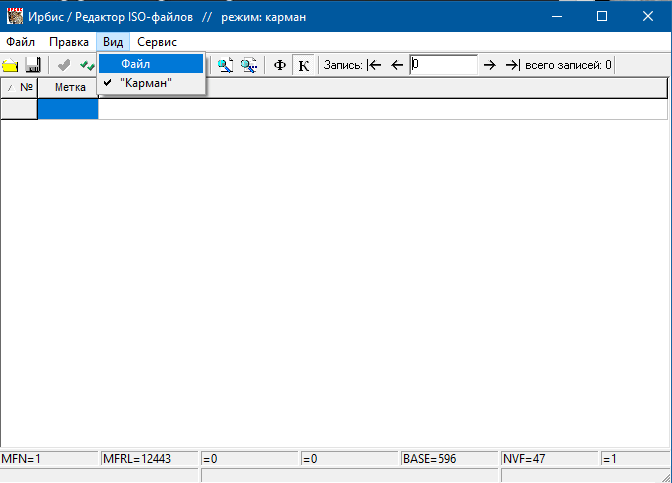 Ирбис / Редактор ISO-файлов // режим: карман
Файл Правка Вид Сервис
Файл
"Карман"
Ф К Запись: 0 всего записей: 0
№ Метка
MFN=1 MFRL=12443 =0 =0 BASE=596 NVF=47 =1